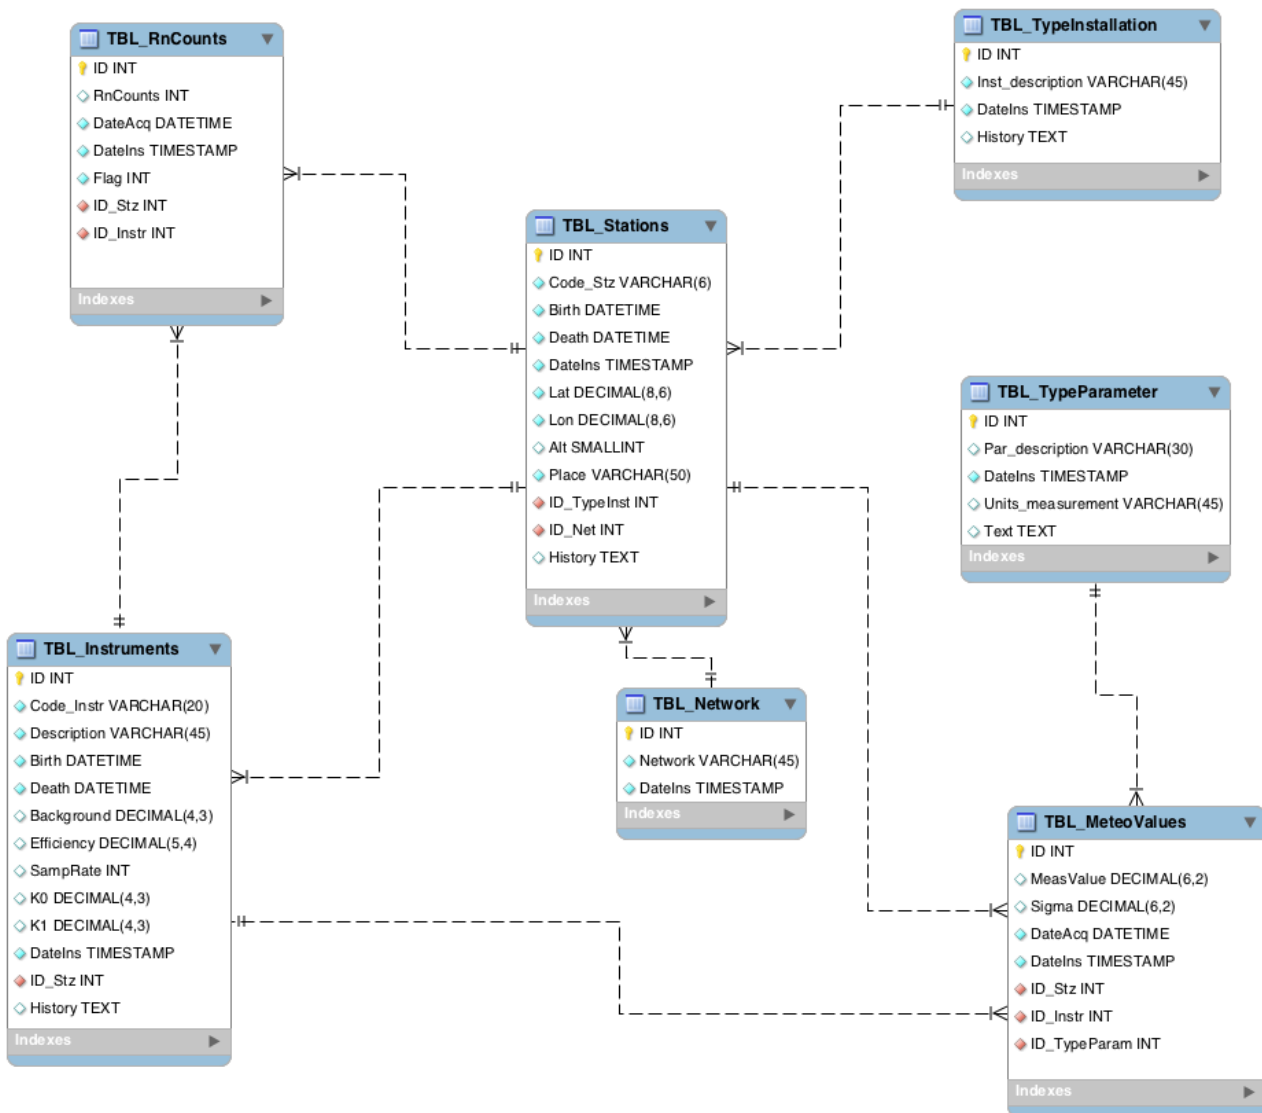 TBL_RnCounts
ID INT
RnCounts INT
DateAcq DATETIME
DateIns TIMESTAMP
Flag INT
ID_Stz INT
ID_Instr INT
Indexes
TBL_TypeInstallation
ID INT
Inst_description VARCHAR(45)
DateIns TIMESTAMP
History TEXT
Indexes
TBL_Stations
ID INT
Code_Stz VARCHAR(6)
Birth DATETIME
Death DATETIME
DateIns TIMESTAMP
Lat DECIMAL(8,6)
Lon DECIMAL(8,6)
Alt SMALLINT
Place VARCHAR(50)
ID_TypeInst INT
ID_Net INT
History TEXT
Indexes
TBL_TypeParameter
ID INT
Par_description VARCHAR(30)
DateIns TIMESTAMP
Units_measurement VARCHAR(45)
Text TEXT
Indexes
TBL_Instruments
ID INT
Code_Instr VARCHAR(20)
Description VARCHAR(45)
Birth DATETIME
Death DATETIME
Background DECIMAL(4,3)
Efficiency DECIMAL(5,4)
SampRate INT
K0 DECIMAL(4,3)
K1 DECIMAL(4,3)
DateIns TIMESTAMP
ID_Stz INT
History TEXT
Indexes
TBL_Network
ID INT
Network VARCHAR(45)
DateIns TIMESTAMP
Indexes
TBL_MeteoValues
ID INT
MeasValue DECIMAL(6,2)
Sigma DECIMAL(6,2)
DateAcq DATETIME
DateIns TIMESTAMP
ID_Stz INT
ID_Instr INT
ID_TypeParam INT
Indexes